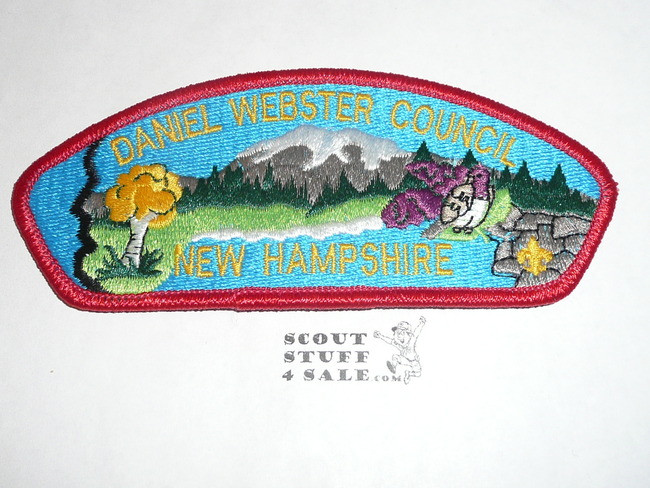 DANIEL WEBSTER COUNCIL
NEW HAMPSHIRE
SCOUT
STUFF
4 SALE.COM